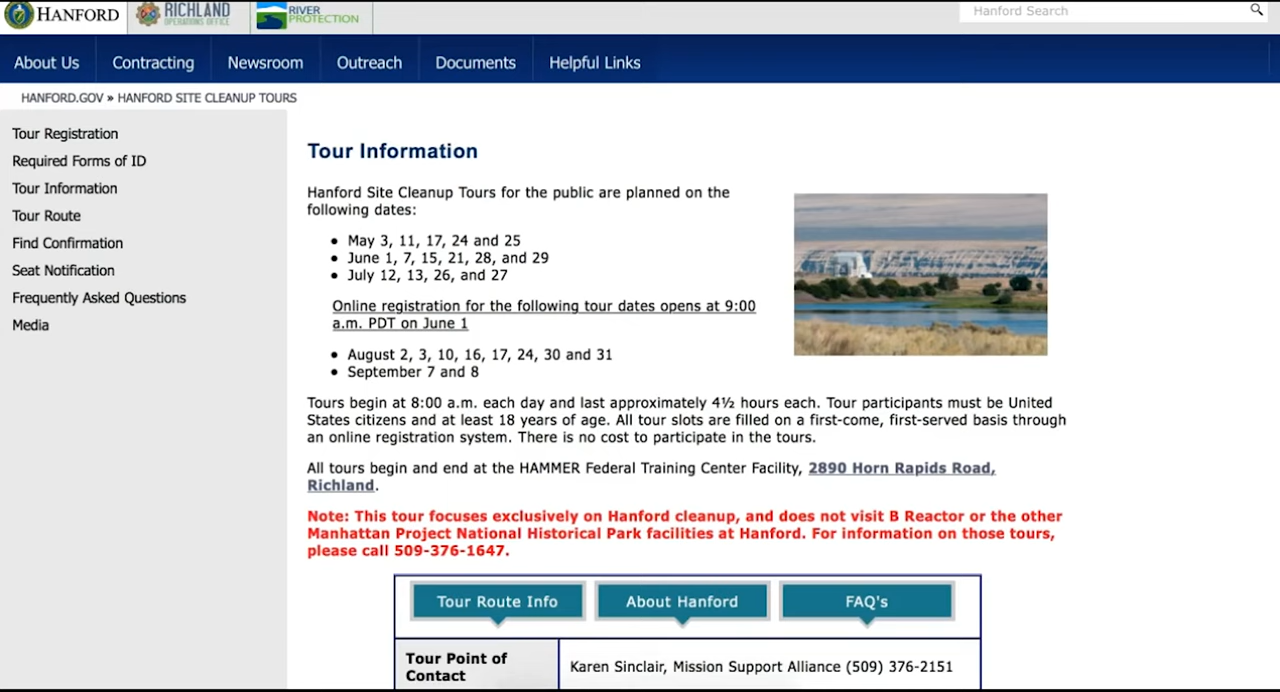 HANFORD
RICHLAND
OPERATIONS OFFICE
RIVER
PROTECTION
Hanford Search
About Us
Contracting
Newsroom
Outreach
Documents
Helpful Links
HANFORD.GOV » HANFORD SITE CLEANUP TOURS
Tour Registration
Required Forms of ID
Tour Information
Tour Route
Find Confirmation
Seat Notification
Frequently Asked Questions
Media
Tour Information
Hanford Site Cleanup Tours for the public are planned on the
following dates:
• May 3, 11, 17, 24 and 25
• June 1, 7, 15, 21, 28, and 29
• July 12, 13, 26, and 27
Online registration for the following tour dates opens at 9:00
a.m. PDT on June 1
• August 2, 3, 10, 16, 17, 24, 30 and 31
• September 7 and 8
Tours begin at 8:00 a.m. each day and last approximately 4½ hours each. Tour participants must be United
States citizens and at least 18 years of age. All tour slots are filled on a first-come, first-served basis through
an online registration system. There is no cost to participate in the tours.
All tours begin and end at the HAMMER Federal Training Center Facility, 2890 Horn Rapids Road,
Richland.
Note: This tour focuses exclusively on Hanford cleanup, and does not visit B Reactor or the other
Manhattan Project National Historical Park facilities at Hanford. For information on those tours,
please call 509-376-1647.
Tour Route Info
About Hanford
FAQ's
Tour Point of
Contact
Karen Sinclair, Mission Support Alliance (509) 376-2151